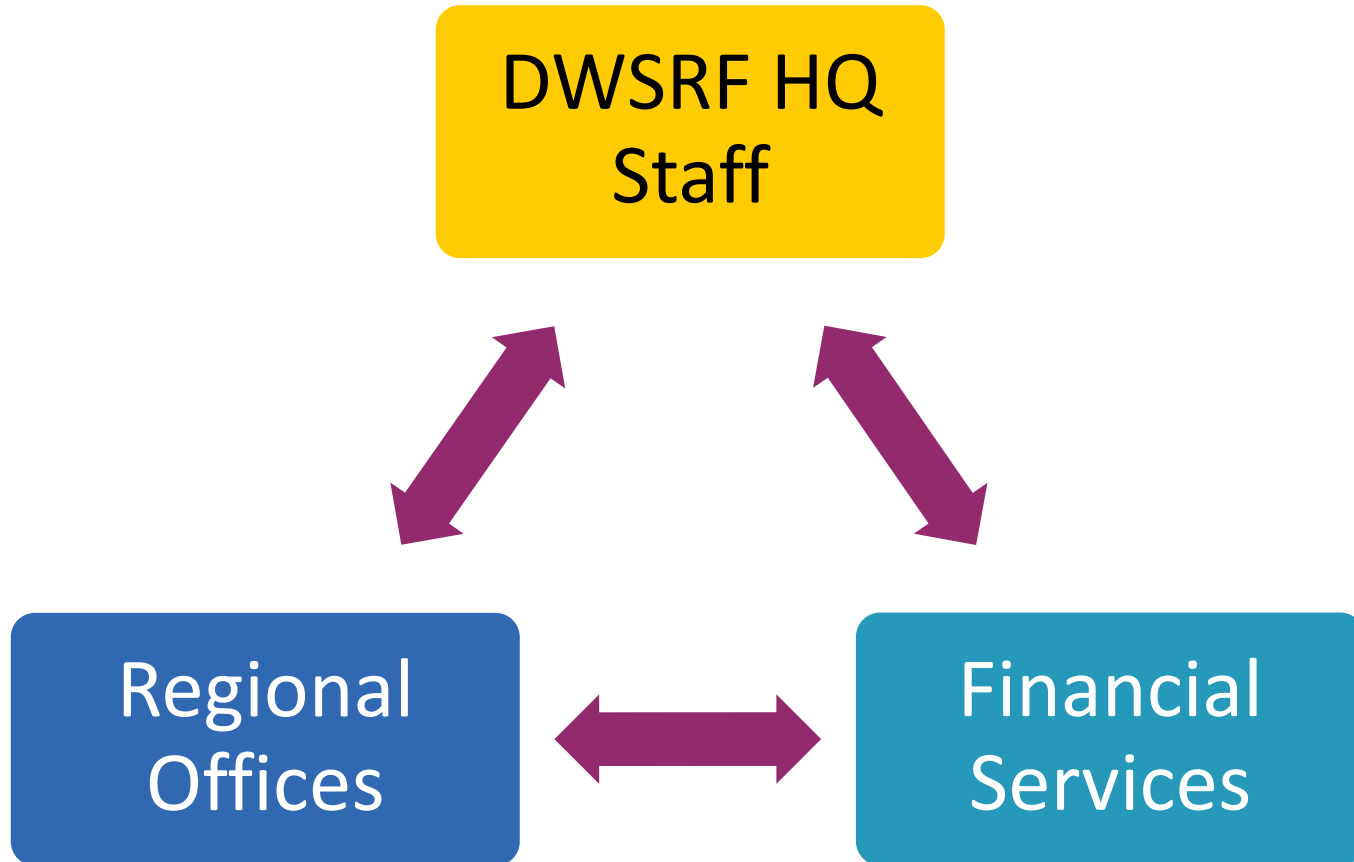 DWSRF HQ
Staff
Regional
Offices
Financial
Services